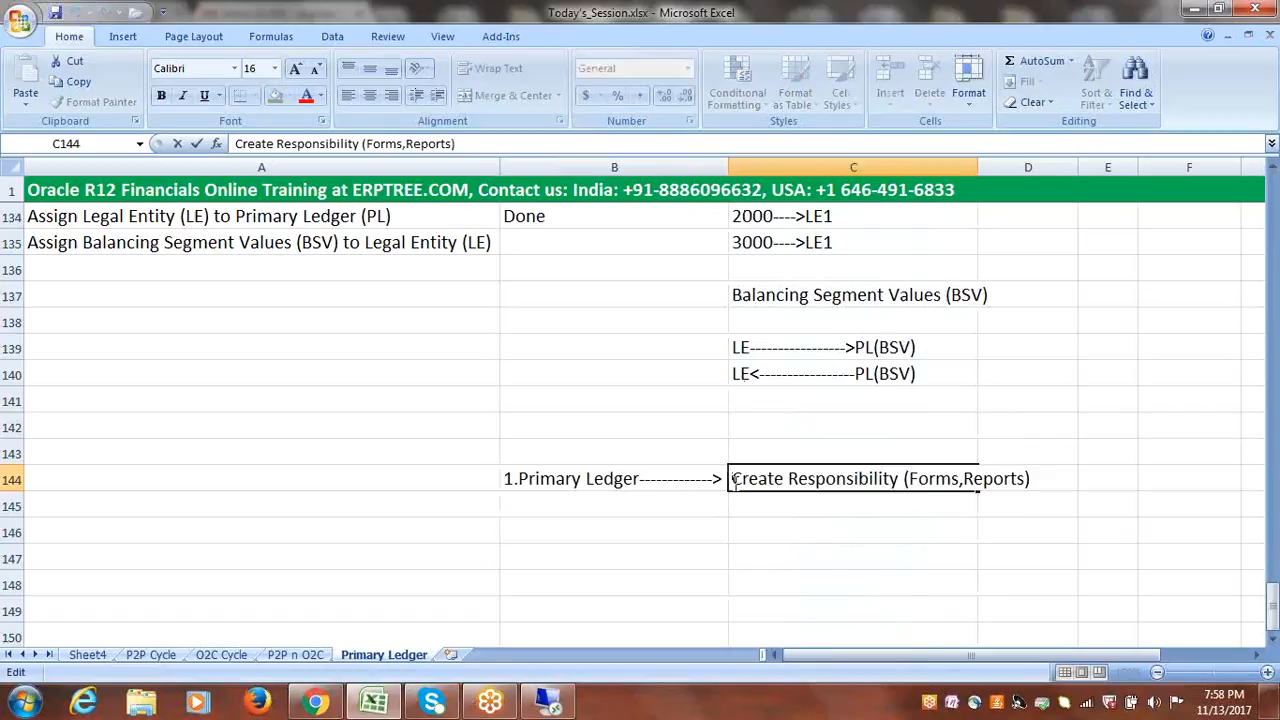 Today's_Session.xlsx - Microsoft Excel
Home Insert Page Layout Formulas Data Review View Add-Ins
Paste Cut Copy Format Painter Clipboard
Calibri 16 A A B I U A Font
Wrap Text Merge & Center Alignment
General $ % , Number
Conditional Formatting Format as Table Cell Styles Styles
Insert Delete Format Cells
Σ AutoSum Fill Clear Sort & Filter Find & Select Editing
C144 fx Create Responsibility (Forms,Reports)
A B C D E F
1 Oracle R12 Financials Online Training at ERPTREE.COM, Contact us: India: +91-8886096632, USA: +1 646-491-6833
134 Assign Legal Entity (LE) to Primary Ledger (PL) Done 2000---->LE1
135 Assign Balancing Segment Values (BSV) to Legal Entity (LE) 3000---->LE1
136
137 Balancing Segment Values (BSV)
138
139 LE----------------->PL(BSV)
140 LE<-----------------PL(BSV)
141
142
143
144 1.Primary Ledger-------------> Create Responsibility (Forms,Reports)
145
146
147
148
149
150
Sheet4 P2P Cycle O2C Cycle P2P n O2C Primary Ledger
Edit
7:58 PM
11/13/2017